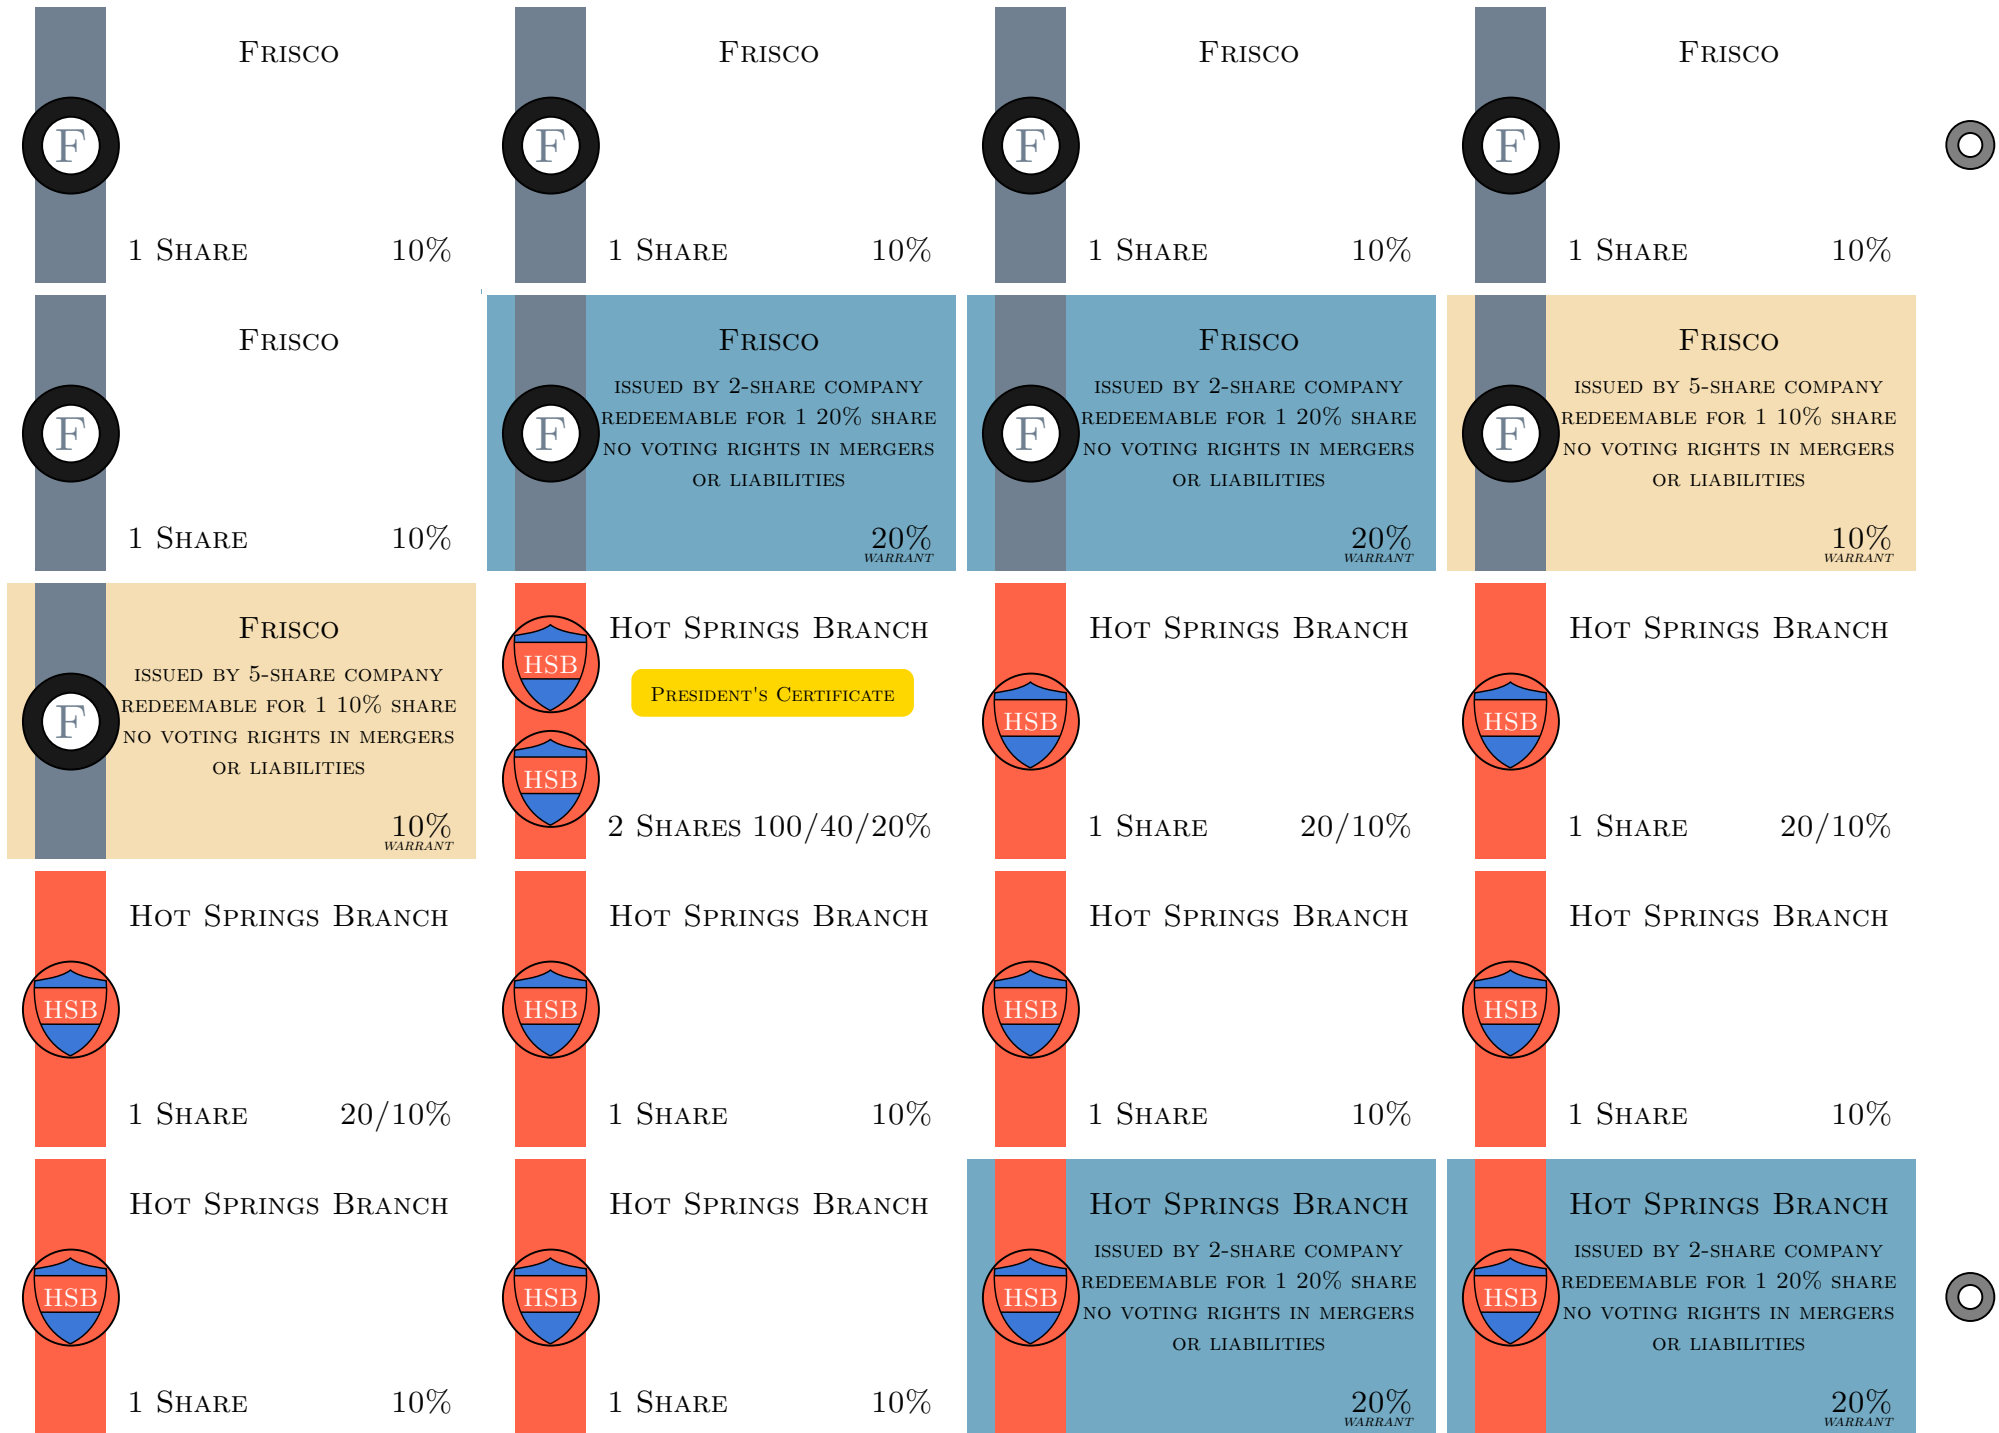 Frisco
F
1 Share 10%
Frisco
F
1 Share 10%
Frisco
F
1 Share 10%
Frisco
F
1 Share 10%
Frisco
F
1 Share 10%
Frisco
issued by 2-share company
redeemable for 1 20% share
F
no voting rights in mergers
or liabilities
20%
WARRANT
Frisco
issued by 2-share company
redeemable for 1 20% share
F
no voting rights in mergers
or liabilities
20%
WARRANT
Frisco
issued by 5-share company
redeemable for 1 10% share
F
no voting rights in mergers
or liabilities
10%
WARRANT
Frisco
issued by 5-share company
redeemable for 1 10% share
F
no voting rights in mergers
or liabilities
10%
WARRANT
Hot Springs Branch
HSB
President's Certificate
HSB
2 Shares 100/40/20%
Hot Springs Branch
HSB
1 Share 20/10%
Hot Springs Branch
HSB
1 Share 20/10%
Hot Springs Branch
HSB
1 Share 20/10%
Hot Springs Branch
HSB
1 Share 10%
Hot Springs Branch
HSB
1 Share 10%
Hot Springs Branch
HSB
1 Share 10%
Hot Springs Branch
HSB
1 Share 10%
Hot Springs Branch
HSB
1 Share 10%
Hot Springs Branch
issued by 2-share company
redeemable for 1 20% share
HSB
no voting rights in mergers
or liabilities
20%
WARRANT
Hot Springs Branch
issued by 2-share company
redeemable for 1 20% share
HSB
no voting rights in mergers
or liabilities
20%
WARRANT